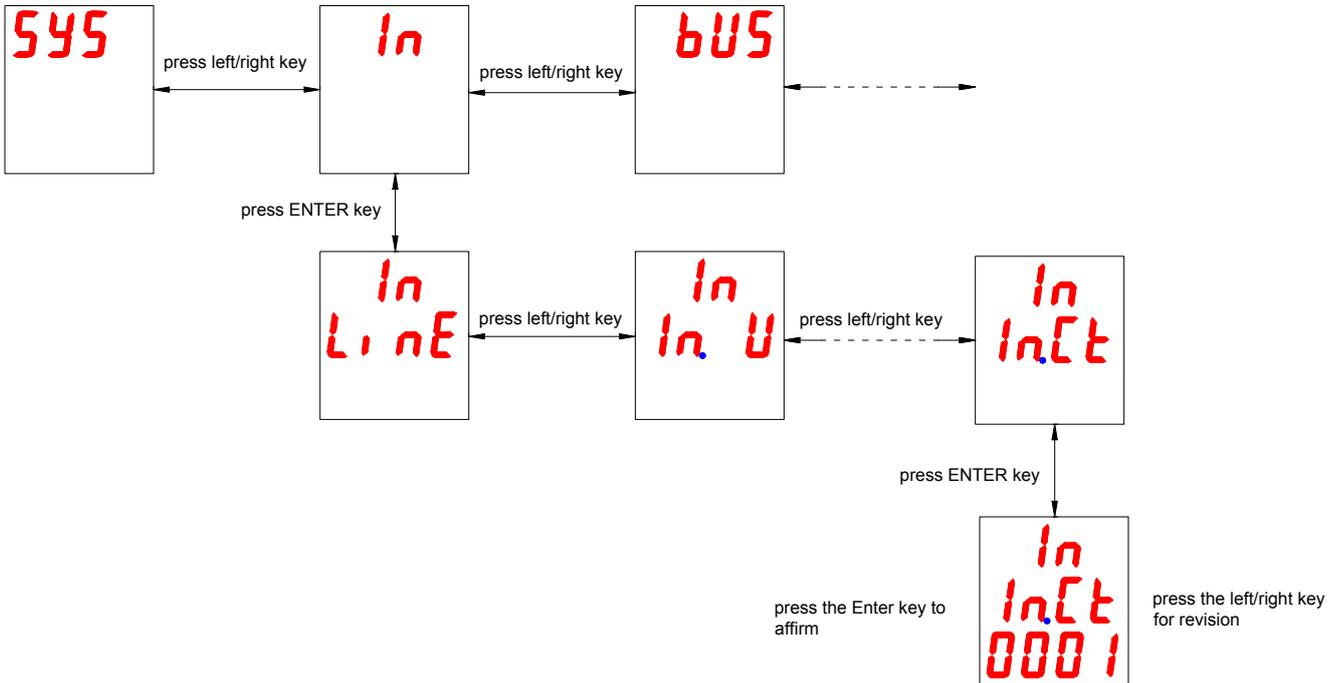 SYS
press left/right key
In
press left/right key
bUS
press ENTER key
In
LinE
press left/right key
In
In. U
press left/right key
In
In.Ct
press ENTER key
In
In.Ct
0001
press the Enter key to
affirm
press the left/right key
for revision